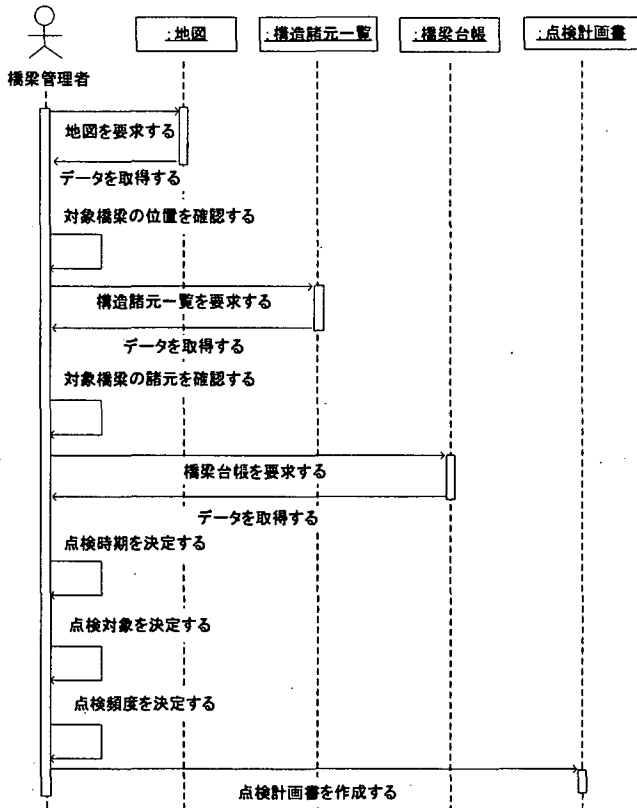 :地図
:構造諸元一覧
:橋梁台帳
:点検計画書
橋梁管理者
地図を要求する
データを取得する
対象橋梁の位置を確認する
構造諸元一覧を要求する
データを取得する
対象橋梁の諸元を確認する
橋梁台帳を要求する
データを取得する
点検時期を決定する
点検対象を決定する
点検頻度を決定する
点検計画書を作成する